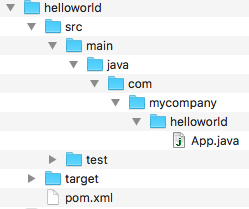 helloworld
src
main
java
com
mycompany
helloworld
App.java
test
target
pom.xml